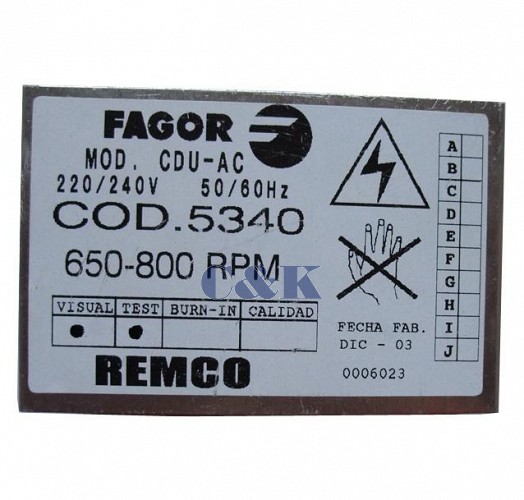 FAGOR
MOD. CDU-AC
220/240V 50/60Hz
COD.5340
650-800 RPM
C&K
VISUAL TEST BURN-IN CALIDAD
REMCO
FECHA FAB.
DIC - 03
0006023
A
B
C
D
E
F
G
H
I
J